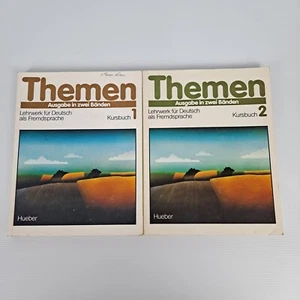 Themen
Ausgabe in zwei Bänden
Lehrwerk für Deutsch
als Fremdsprache
Kursbuch 1
Hueber
Themen
Ausgabe in zwei Bänden
Lehrwerk für Deutsch
als Fremdsprache
Kursbuch 2
Hueber